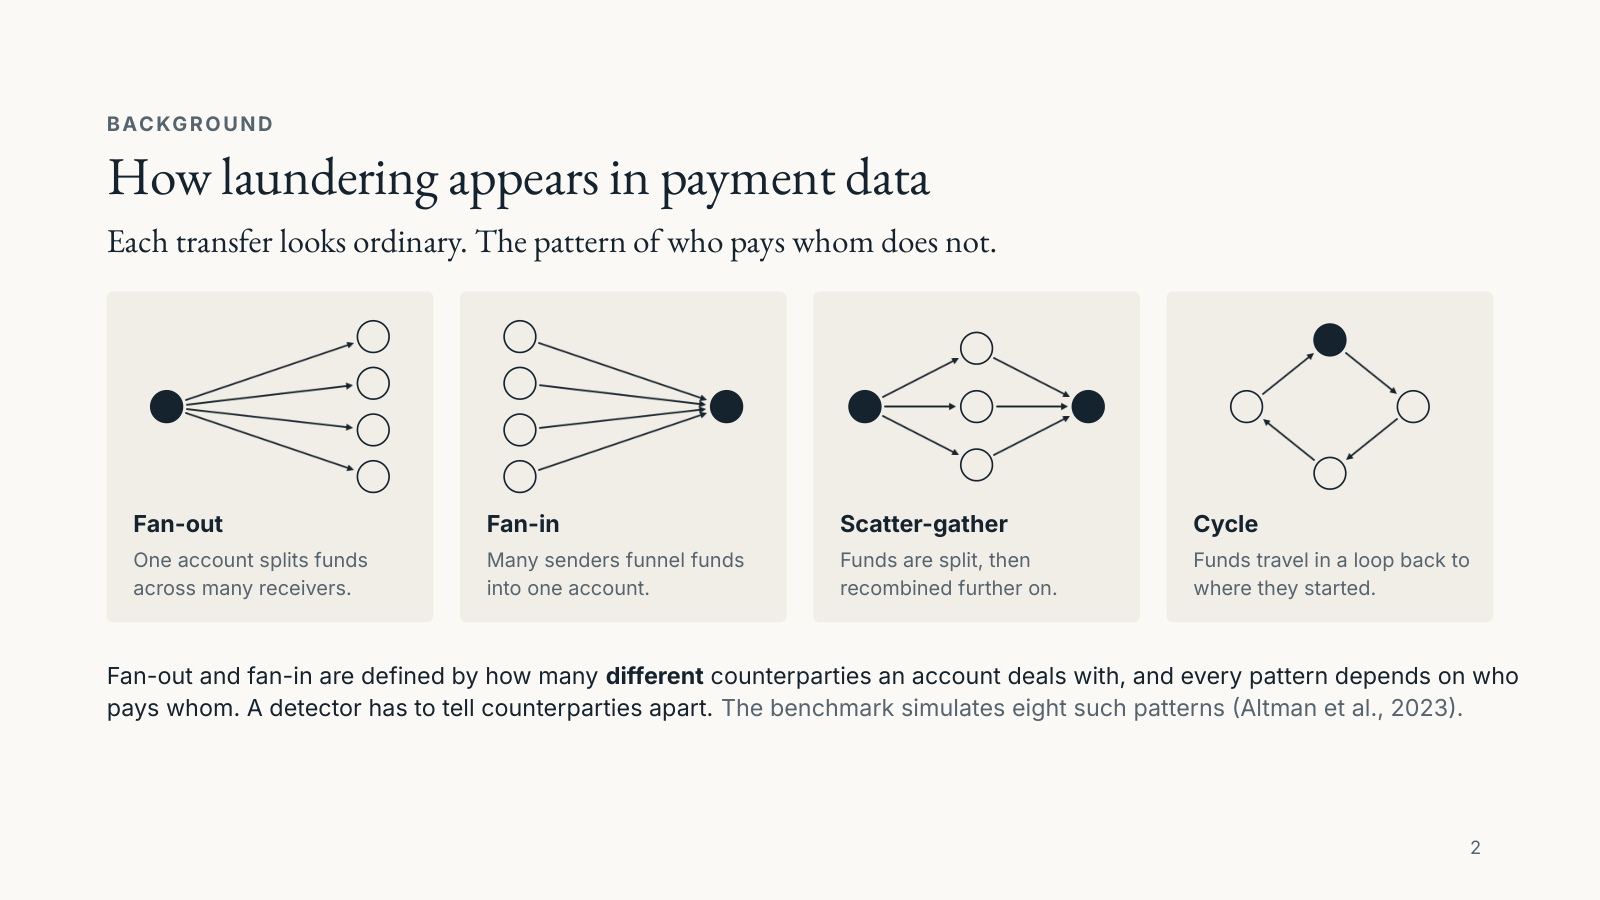 BACKGROUND
How laundering appears in payment data
Each transfer looks ordinary. The pattern of who pays whom does not.
Fan-out
One account splits funds
across many receivers.
Fan-in
Many senders funnel funds
into one account.
Scatter-gather
Funds are split, then
recombined further on.
Cycle
Funds travel in a loop back to
where they started.
Fan-out and fan-in are defined by how many different counterparties an account deals with, and every pattern depends on who
pays whom. A detector has to tell counterparties apart. The benchmark simulates eight such patterns (Altman et al., 2023).
2